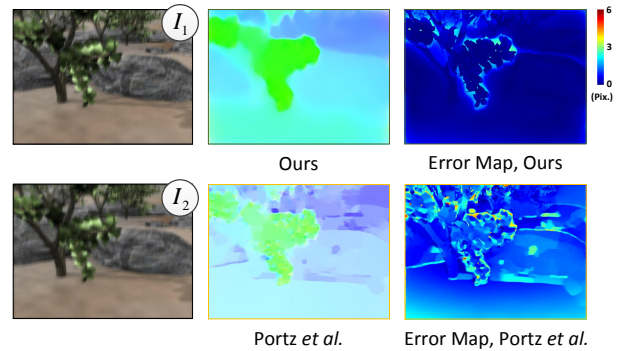 I1
6
3
0
(Pix.)
Ours
Error Map, Ours
I2
Portz et al.
Error Map, Portz et al.